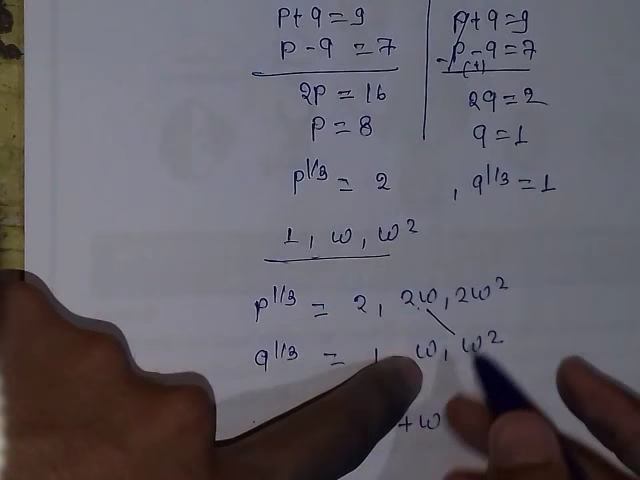 p+q=9
p-q=7
2p=16
p=8
p^1/3 = 2
p+q=9
-p-q=7
(+)
2q=2
q=1
, q^1/3=1
1, ω, ω²
p^1/3 = 2, 2ω, 2ω²
q^1/3 = 1 ω, ω²
+ω